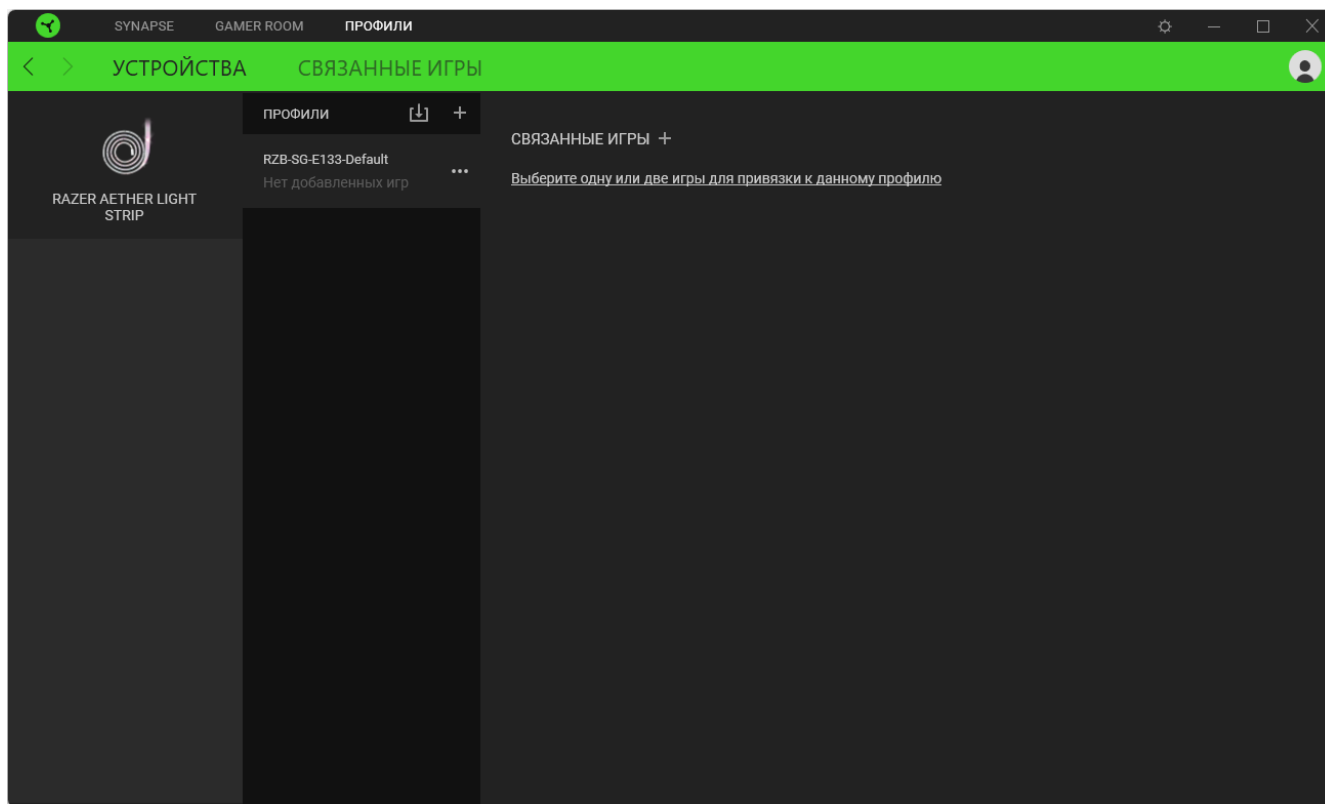 SYNAPSE GAMER ROOM ПРОФИЛИ
УСТРОЙСТВА СВЯЗАННЫЕ ИГРЫ
RAZER AETHER LIGHT
STRIP
ПРОФИЛИ
RZB-SG-E133-Default
Нет добавленных игр
СВЯЗАННЫЕ ИГРЫ
Выберите одну или две игры для привязки к данному профилю